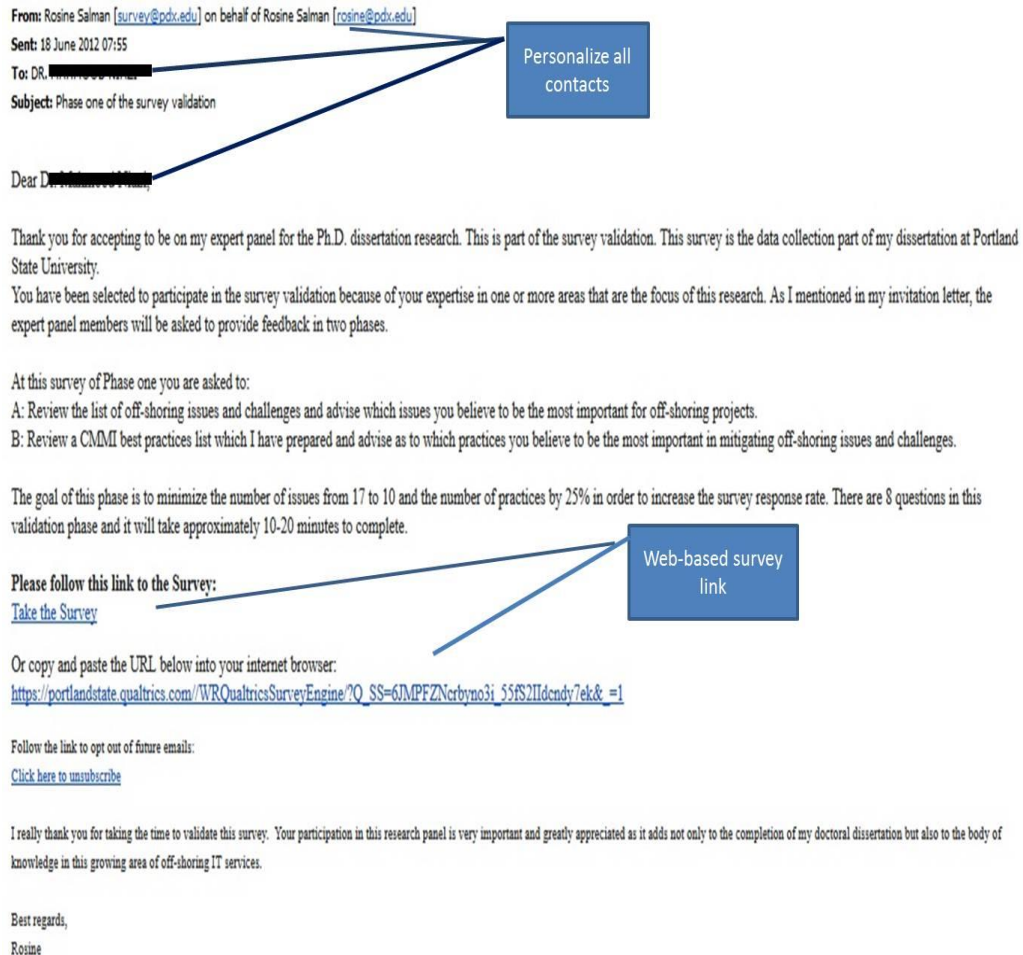 From: Rosine Salman [survey@pdx.edu] on behalf of Rosine Salman [rosine@pdx.edu]
Sent: 18 June 2012 07:55
To: DR.
Subject: Phase one of the survey validation
Personalize all
contacts
Dear
Thank you for accepting to be on my expert panel for the Ph.D. dissertation research. This is part of the survey validation. This survey is the data collection part of my dissertation at Portland
State University.
You have been selected to participate in the survey validation because of your expertise in one or more areas that are the focus of this research. As I mentioned in my invitation letter, the
expert panel members will be asked to provide feedback in two phases.
At this survey of Phase one you are asked to:
A: Review the list of off-shoring issues and challenges and advise which issues you believe to be the most important for off-shoring projects.
B: Review a CMMI best practices list which I have prepared and advise as to which practices you believe to be the most important in mitigating off-shoring issues and challenges.
The goal of this phase is to minimize the number of issues from 17 to 10 and the number of practices by 25% in order to increase the survey response rate. There are 8 questions in this
validation phase and it will take approximately 10-20 minutes to complete.
Web-based survey
link
Please follow this link to the Survey:
Take the Survey
Or copy and paste the URL below into your internet browser:
https://portlandstate.qualtrics.com//WRQualtricsSurveyEngine/?Q_SS=6JMPFZNcrbyno3i_55fS2IIdcndy7ek&_=1
Follow the link to opt out of future emails:
Click here to unsubscribe
I really thank you for taking the time to validate this survey. Your participation in this research panel is very important and greatly appreciated as it adds not only to the completion of my doctoral dissertation but also to the body of
knowledge in this growing area of off-shoring IT services.
Best regards,
Rosine